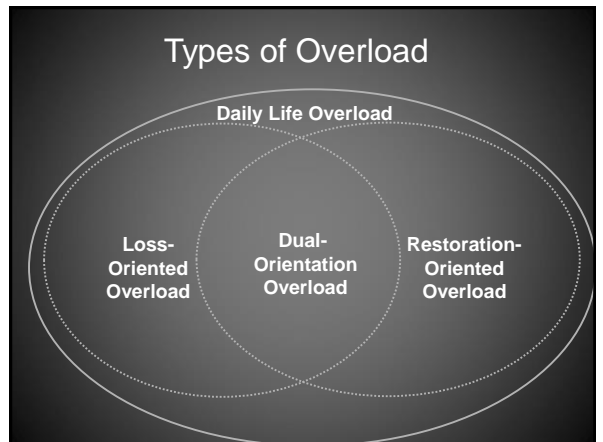 Types of Overload
Daily Life Overload
Loss-
Oriented
Overload
Dual-
Orientation
Overload
Restoration-
Oriented
Overload